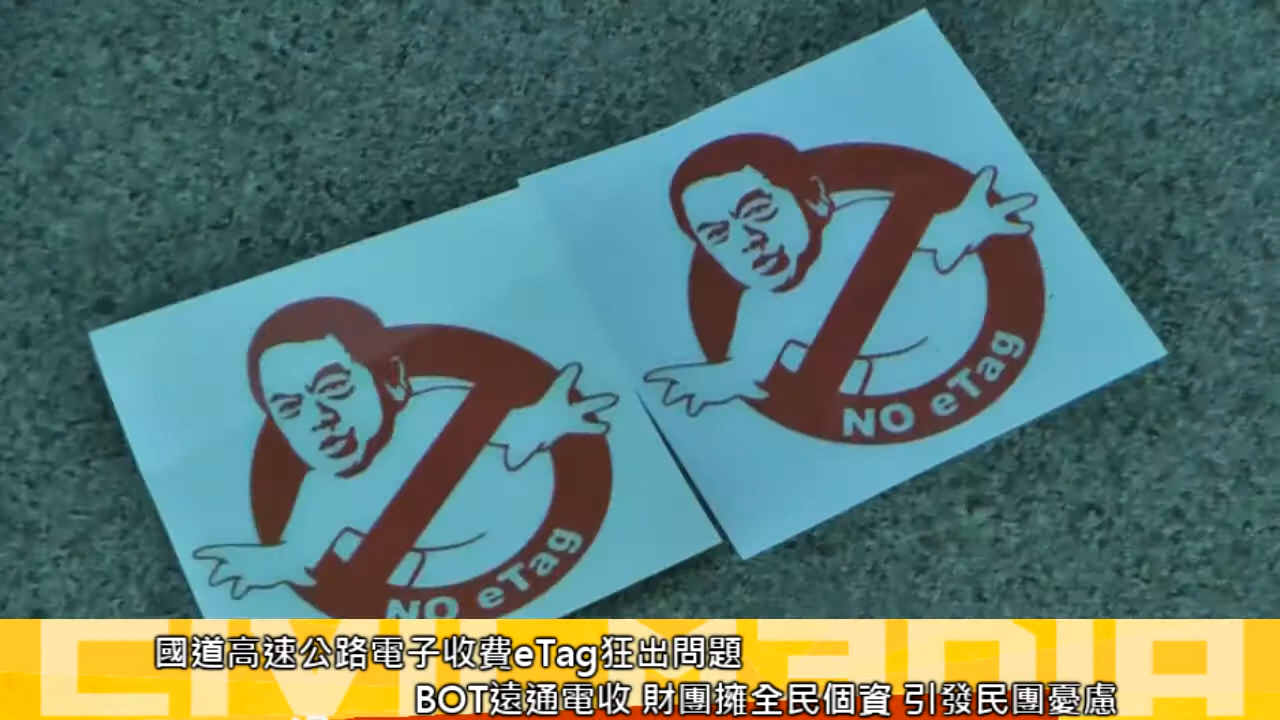 NO eTag
NO eTag
CIVILMEDIA
國道高速公路電子收費eTag狂出問題
BOT遠通電收 財團擁全民個資 引發民團憂慮